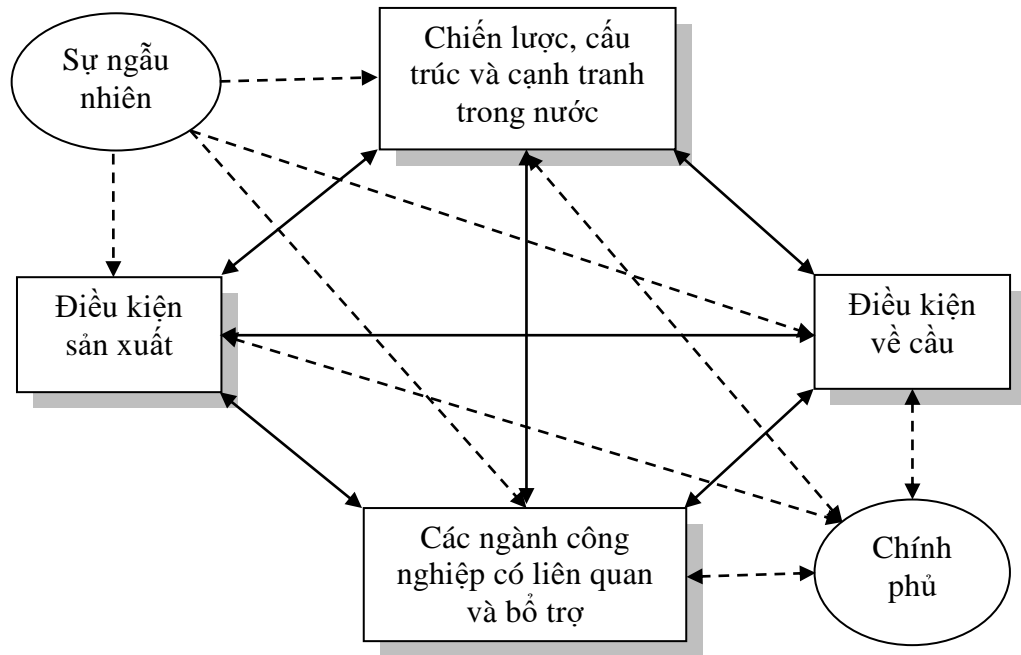 Sự ngẫu
nhiên
Chiến lược, cấu
trúc và cạnh tranh
trong nước
Điều kiện
sản xuất
Điều kiện
về cầu
Các ngành công
nghiệp có liên quan
và bổ trợ
Chính
phủ